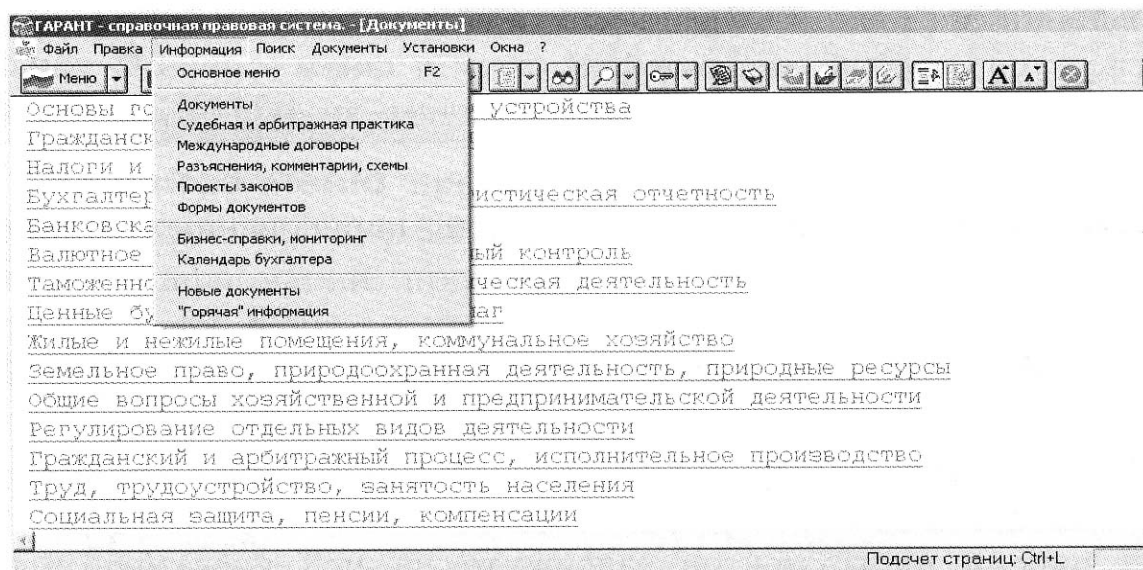 ГАРАНТ - справочная правовая система. - [Документы]
Файл Правка Информация Поиск Документы Установки Окна ?
Меню
Основное меню F2
Документы
Судебная и арбитражная практика
Международные договоры
Разъяснения, комментарии, схемы
Проекты законов
Формы документов
Бизнес-справки, мониторинг
Календарь бухгалтера
Новые документы
"Горячая" информация
Основы го устройства
Гражданск
Налоги и
Бухгалтер истическая отчетность
Банковска
Валютное ый контроль
Таможенно ческая деятельность
Ценные бу маг
Жилые и нежилые помещения, коммунальное хозяйство
Земельное право, природоохранная деятельность, природные ресурсы
Общие вопросы хозяйственной и предпринимательской деятельности
Регулирование отдельных видов деятельности
Гражданский и арбитражный процесс, исполнительное производство
Труд, трудоустройство, занятость населения
Социальная защита, пенсии, компенсации
Подсчет страниц: Ctrl+L